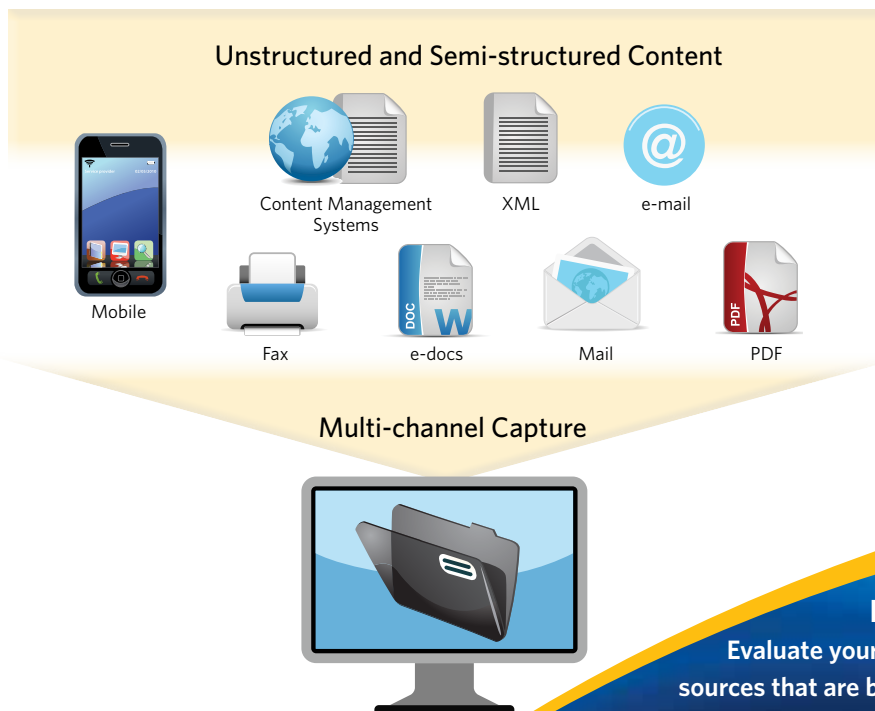 Unstructured and Semi-structured Content
@
Content Management
Systems
XML
e-mail
Mobile
DOC
W
PDF
Fax
e-docs
Mail
PDF
Multi-channel Capture
Evaluate your
sources that are b